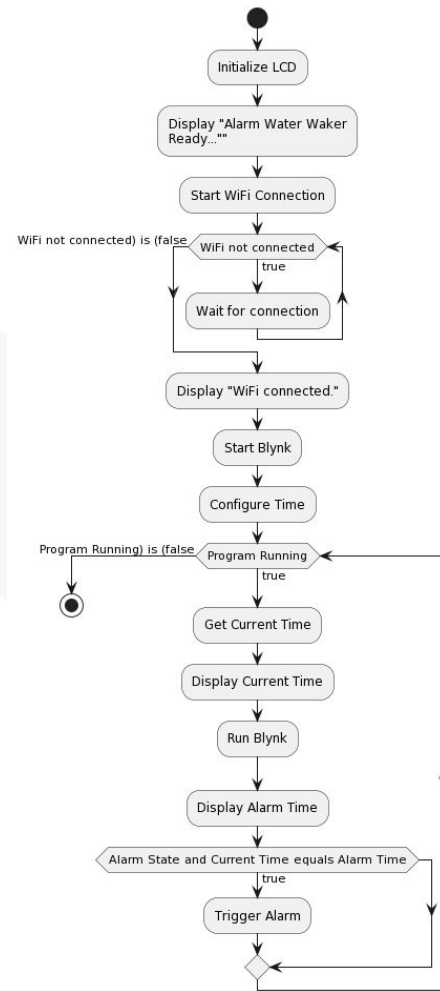 Initialize LCD
Display "Alarm Water Waker
Ready...""
Start WiFi Connection
WiFi not connected) is (false
WiFi not connected
true
Wait for connection
Display "WiFi connected."
Start Blynk
Configure Time
Program Running) is (false
Program Running
true
Get Current Time
Display Current Time
Run Blynk
Display Alarm Time
Alarm State and Current Time equals Alarm Time
true
Trigger Alarm